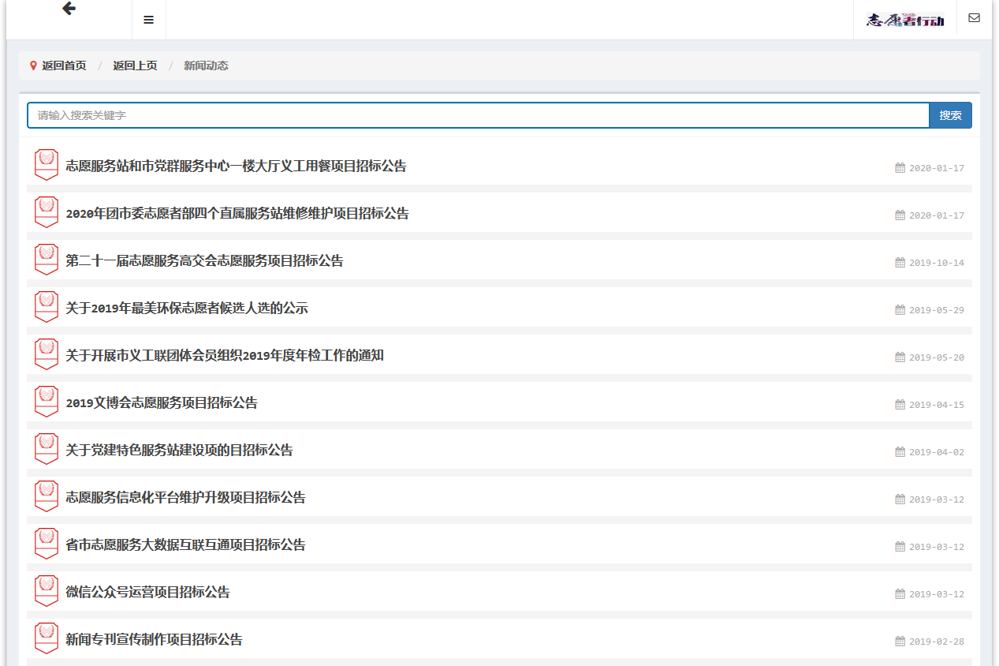 志愿者行动
返回首页 / 返回上页 / 新闻动态
请输入搜索关键字 搜索
志愿服务站和市党群服务中心一楼大厅义工用餐项目招标公告 2020-01-17
2020年团市委志愿者部四个直属服务站维修维护项目招标公告 2020-01-17
第二十一届志愿服务高交会志愿服务项目招标公告 2019-10-14
关于2019年最美环保志愿者候选人选的公示 2019-05-29
关于开展市义工联团体会员组织2019年度年检工作的通知 2019-05-20
2019文博会志愿服务项目招标公告 2019-04-15
关于党建特色服务站建设项的目招标公告 2019-04-02
志愿服务信息化平台维护升级项目招标公告 2019-03-12
省市志愿服务大数据互联互通项目招标公告 2019-03-12
微信公众号运营项目招标公告 2019-03-12
新闻专刊宣传制作项目招标公告 2019-02-28